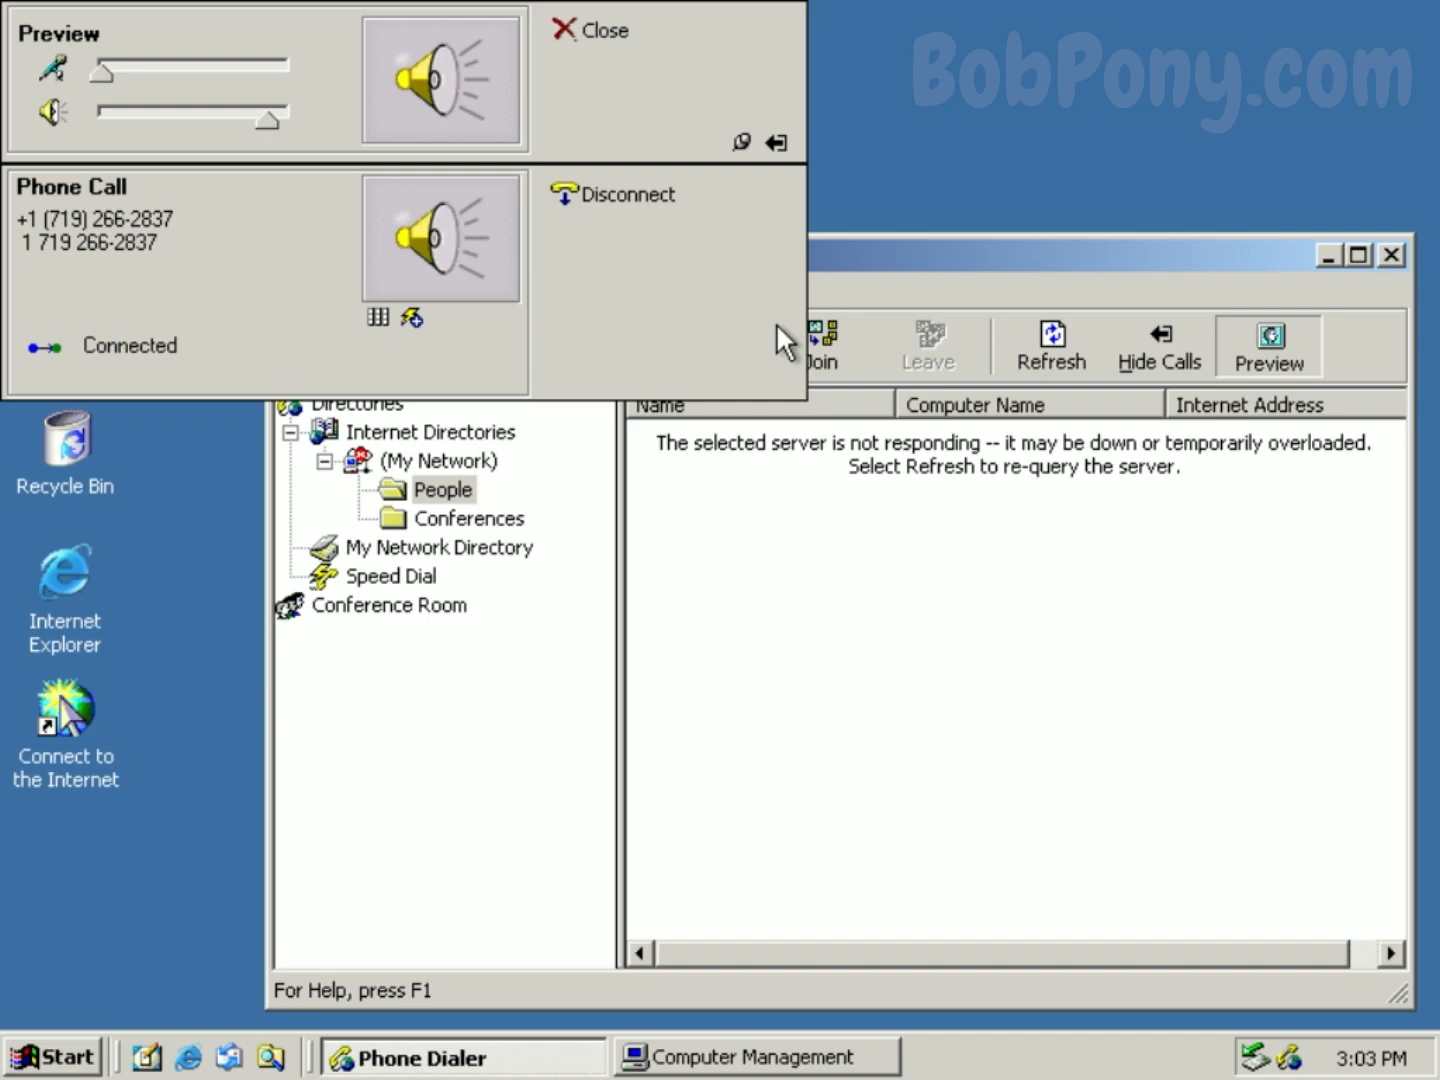 Preview
Close
Phone Call
+1 (719) 266-2837
1 719 266-2837
Disconnect
Connected
BobPony.com
Join
Leave
Refresh
Hide Calls
Preview
Directories
Internet Directories
(My Network)
People
Conferences
My Network Directory
Speed Dial
Conference Room
Name
Computer Name
Internet Address
The selected server is not responding -- it may be down or temporarily overloaded.
Select Refresh to re-query the server.
Recycle Bin
Internet
Explorer
Connect to
the Internet
For Help, press F1
Start
Phone Dialer
Computer Management
3:03 PM